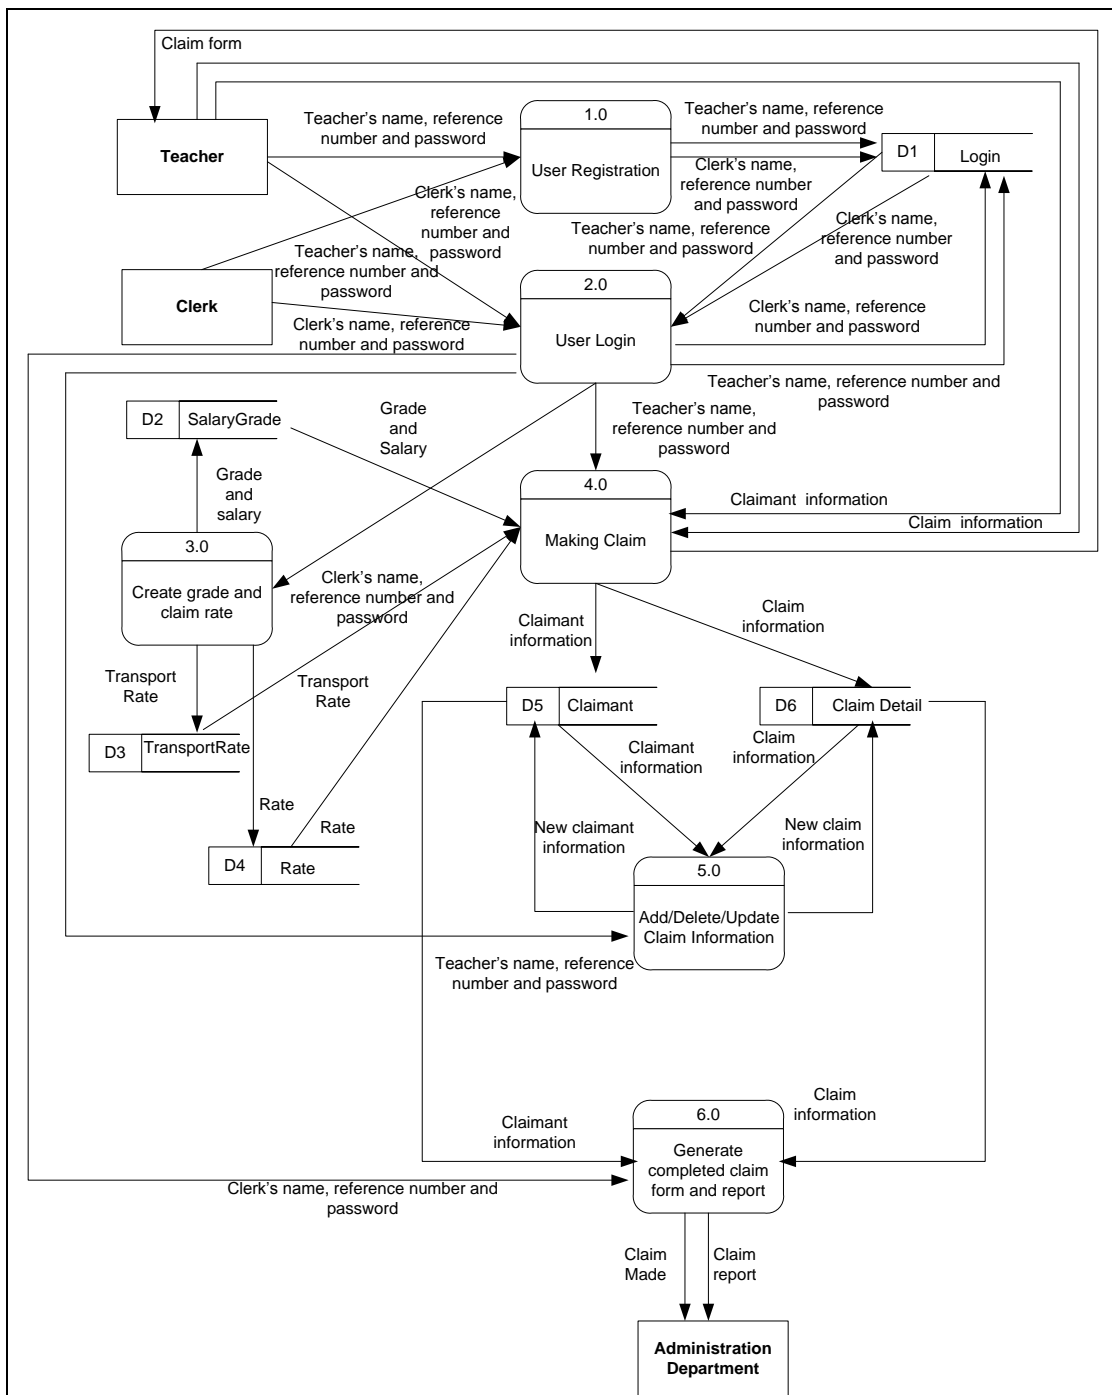 Claim form
Teacher
Teacher's name, reference
number and password
1.0
User Registration
Teacher's name, reference
number and password
Clerk's name,
reference number
and password
D1
Login
Clerk's name,
reference
number and
password
Teacher's name, reference
number and password
Clerk's name,
reference number
and password
Clerk
Teacher's name,
reference number and
password
Clerk's name, reference
number and password
2.0
User Login
Clerk's name, reference
number and password
Teacher's name, reference number and
password
D2
SalaryGrade
Grade
and
Salary
Teacher's name,
reference number and
password
Grade
and
salary
4.0
Making Claim
Claimant information
Claim information
3.0
Create grade and
claim rate
Clerk's name,
reference number and
password
Transport
Rate
Transport
Rate
Claimant
information
Claim
information
D3
TransportRate
D5
Claimant
D6
Claim Detail
Claimant
information
Claim
information
Rate
Rate
New claimant
information
New claim
information
D4
Rate
5.0
Add/Delete/Update
Claim Information
Teacher's name, reference
number and password
Claimant
information
6.0
Generate
completed claim
form and report
Claim
information
Clerk's name, reference number and
password
Claim
Made
Claim
report
Administration
Department